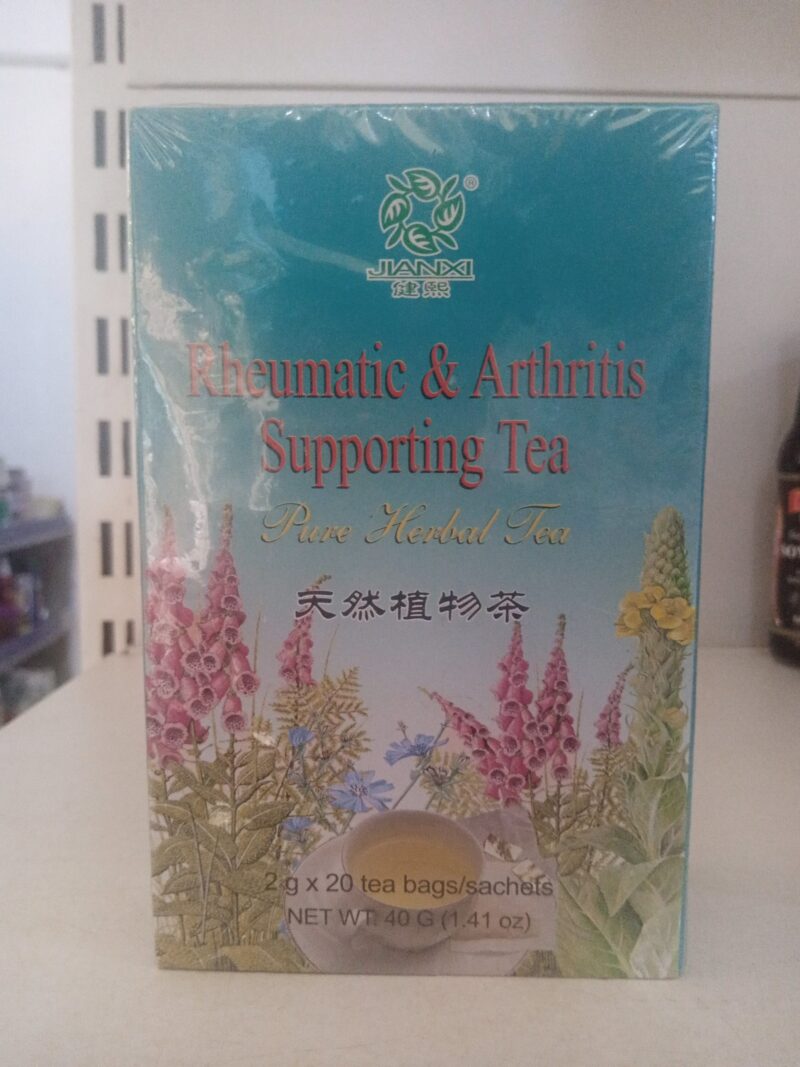 ®
JIANXI
健熙
Rheumatic & Arthritis
Supporting Tea
Pure Herbal Tea
天然植物茶
2 g x 20 tea bags/sachets
NET WT: 40 G (1.41 oz)